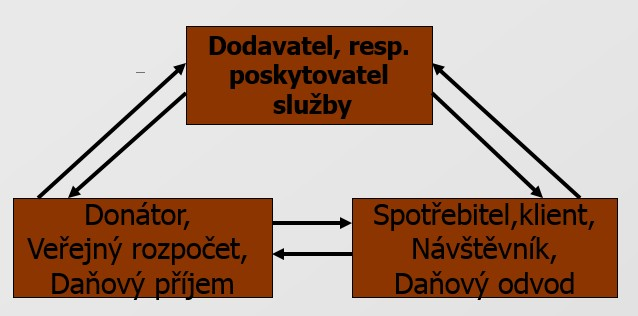 Dodavatel, resp.
poskytovatel
služby
Donátor,
Veřejný rozpočet,
Daňový příjem
Spotřebitel,klient,
Návštěvník,
Daňový odvod